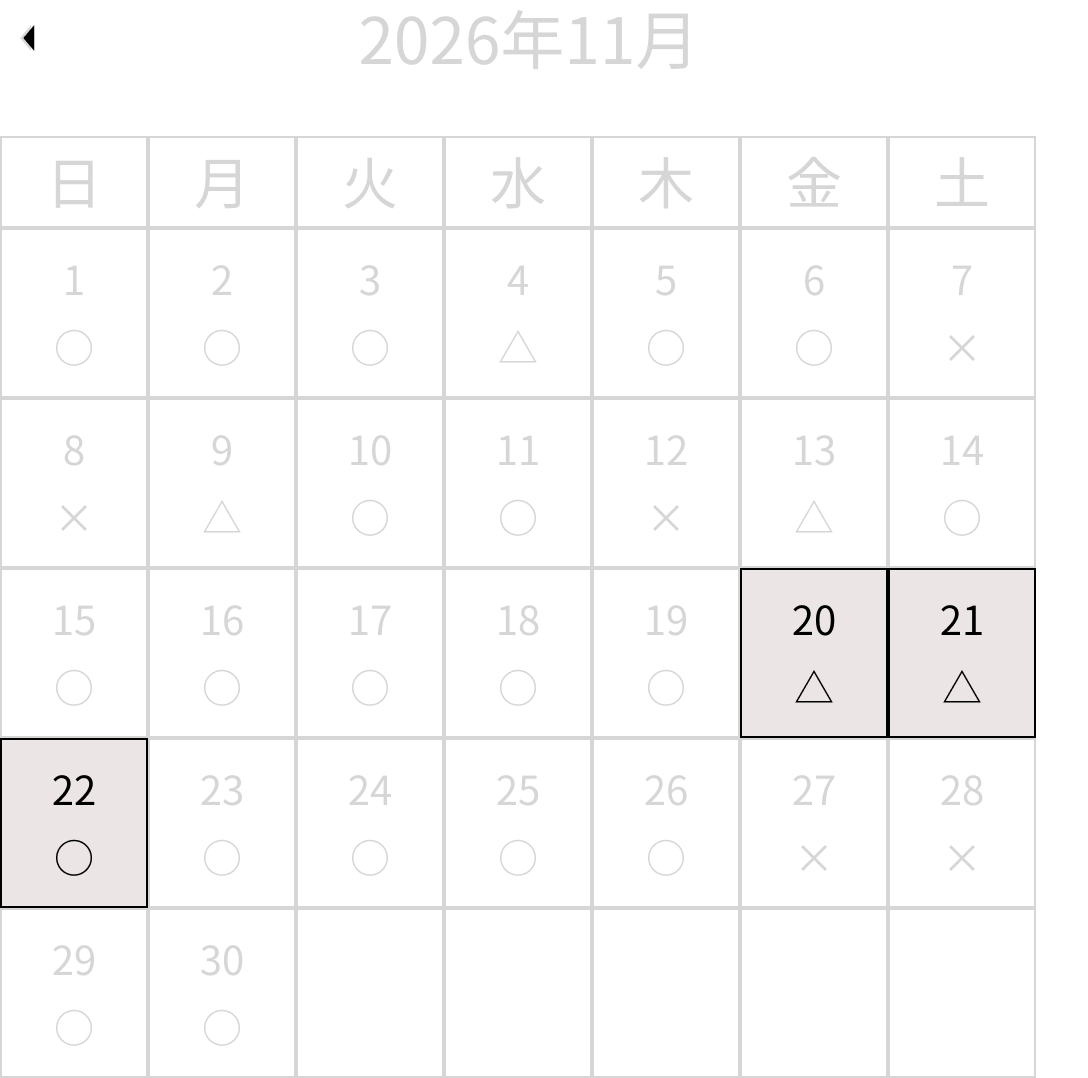 2026年11月
日 月 火 水 木 金 土
1 2 3 4 5 6 7
○ ○ ○ △ ○ ○ ×
8 9 10 11 12 13 14
× △ ○ ○ × △ ○
15 16 17 18 19 20 21
○ ○ ○ ○ ○ △ △
22 23 24 25 26 27 28
○ ○ ○ ○ ○ × ×
29 30
○ ○